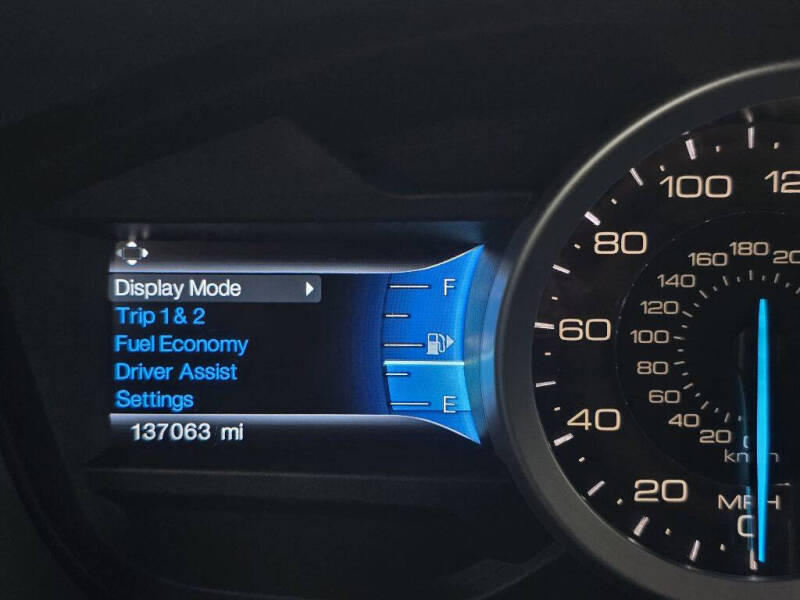 Display Mode
Trip 1 & 2
Fuel Economy
Driver Assist
Settings
137063 mi
F
E
100
80
60
40
20
0
MPH
180
160
140
120
100
80
60
40
20